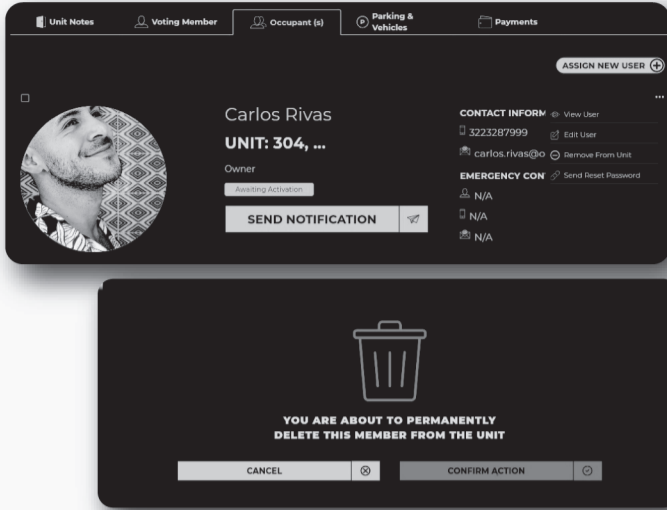 Unit Notes
Voting Member
Occupant (s)
P
Parking &
Vehicles
Payments
ASSIGN NEW USER
Carlos Rivas
UNIT: 304, ...
Owner
Awaiting Activation
SEND NOTIFICATION
CONTACT INFORM
3223287999
carlos.rivas@o
EMERGENCY CON
N/A
N/A
N/A
View User
Edit User
Remove From Unit
Send Reset Password
YOU ARE ABOUT TO PERMANENTLY
DELETE THIS MEMBER FROM THE UNIT
CANCEL
CONFIRM ACTION